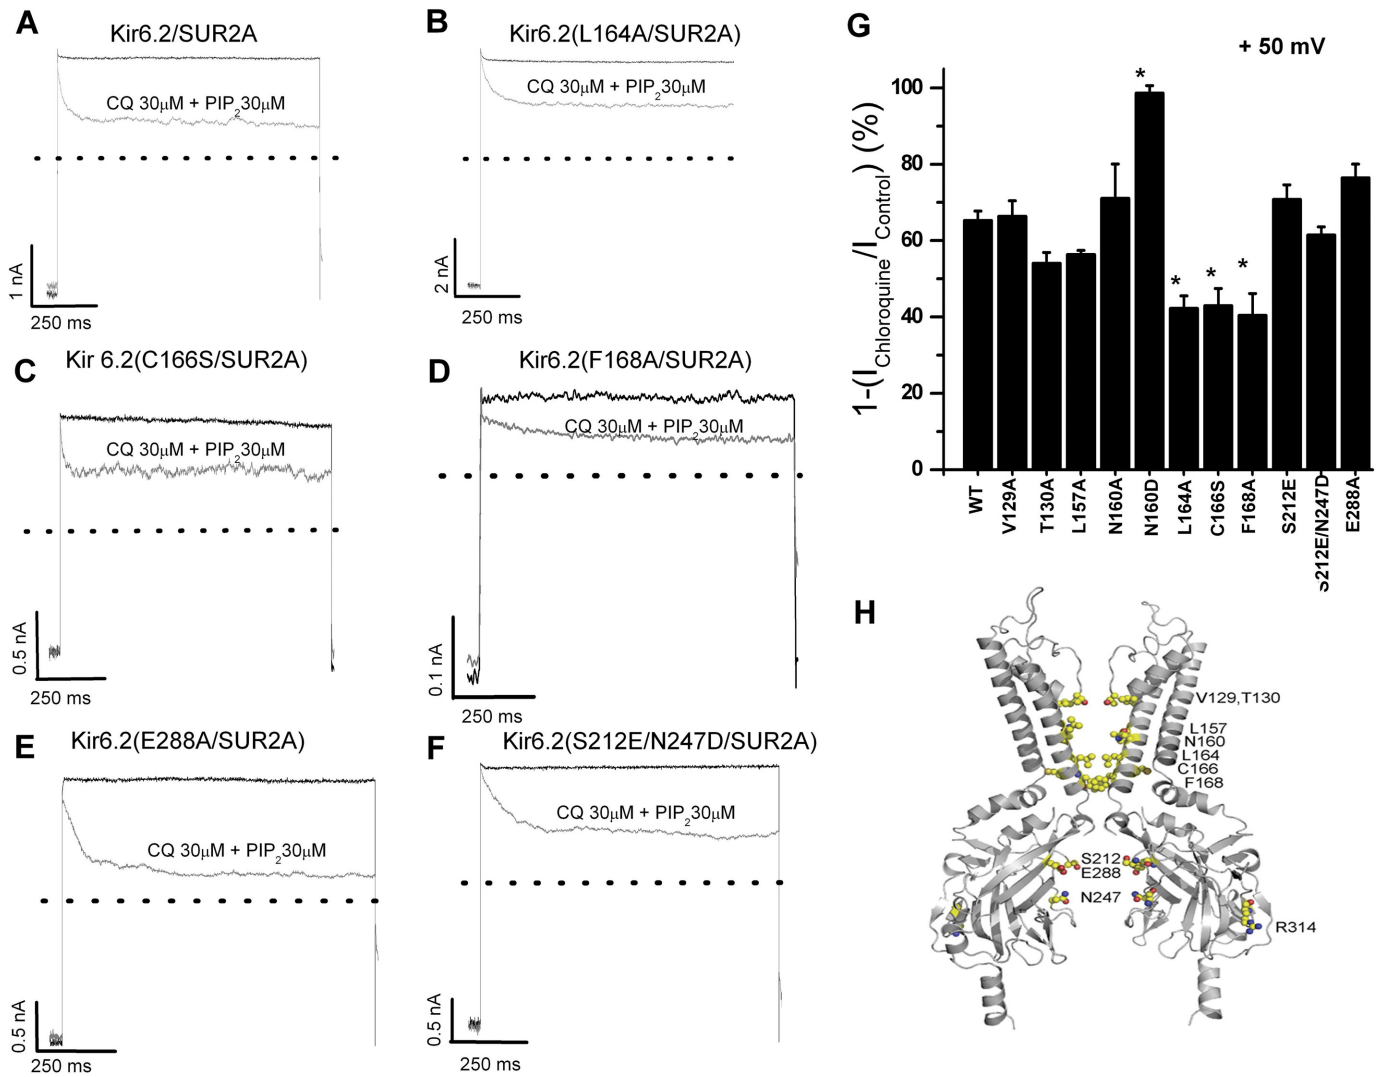 A
Kir6.2/SUR2A
CQ 30µM + PIP2 30µM
1 nA
250 ms
B
Kir6.2(L164A/SUR2A)
CQ 30µM + PIP2 30µM
2 nA
250 ms
C
Kir 6.2(C166S/SUR2A)
CQ 30µM + PIP2 30µM
0.5 nA
250 ms
D
Kir6.2(F168A/SUR2A)
CQ 30µM + PIP2 30µM
0.1 nA
250 ms
E
Kir6.2(E288A/SUR2A)
CQ 30µM + PIP2 30µM
0.5 nA
250 ms
F
Kir6.2(S212E/N247D/SUR2A)
CQ 30µM + PIP2 30µM
0.5 nA
250 ms
G
+ 50 mV
1-(IChloroquine/IControl) (%)
100
80
60
40
20
0
*
*
*
*
WT
V129A
T130A
L157A
N160A
N160D
L164A
C166S
F168A
S212E
S212E/N247D
E288A
H
V129,T130
L157
N160
L164
C166
F168
S212
E288
N247
R314